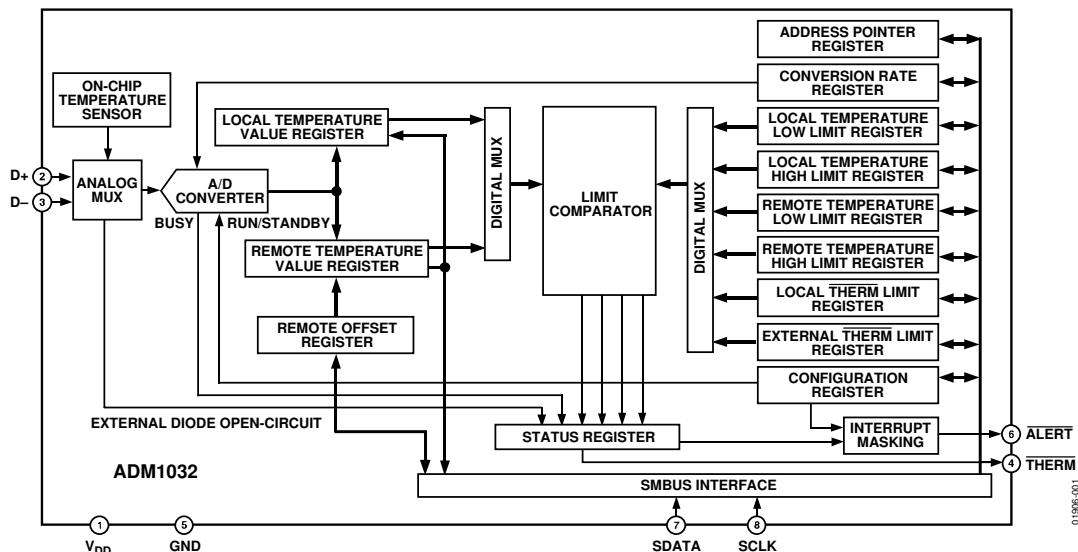 ADDRESS POINTER
REGISTER
CONVERSION RATE
REGISTER
ON-CHIP
TEMPERATURE
SENSOR
LOCAL TEMPERATURE
VALUE REGISTER
LOCAL TEMPERATURE
LOW LIMIT REGISTER
D+
2
D–
3
ANALOG
MUX
A/D
CONVERTER
BUSY
RUN/STANDBY
DIGITAL MUX
LIMIT
COMPARATOR
DIGITAL MUX
LOCAL TEMPERATURE
HIGH LIMIT REGISTER
REMOTE TEMPERATURE
LOW LIMIT REGISTER
REMOTE TEMPERATURE
VALUE REGISTER
REMOTE TEMPERATURE
HIGH LIMIT REGISTER
REMOTE OFFSET
REGISTER
LOCAL THERM LIMIT
REGISTER
EXTERNAL THERM LIMIT
REGISTER
CONFIGURATION
REGISTER
EXTERNAL DIODE OPEN-CIRCUIT
STATUS REGISTER
INTERRUPT
MASKING
6
ALERT
4
THERM
ADM1032
SMBUS INTERFACE
1
5
7
8
VDD
GND
SDATA
SCLK
01906-001